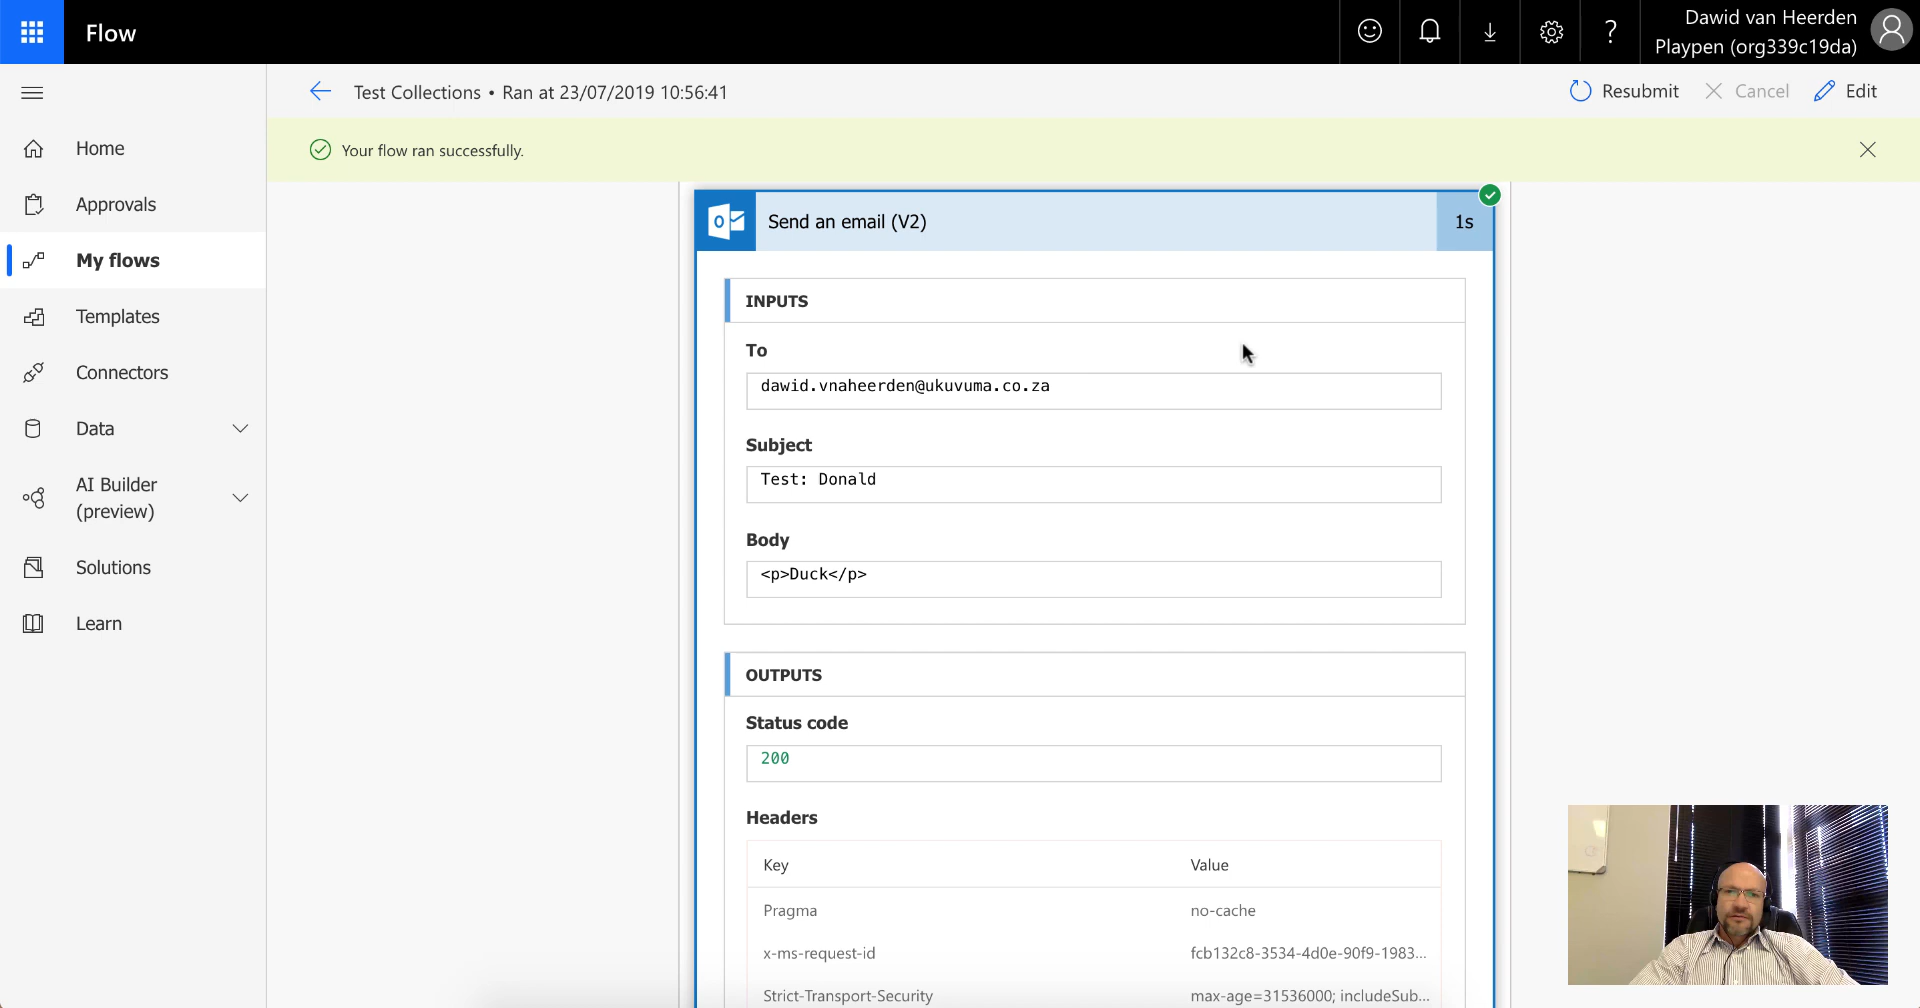 Flow
Dawid van Heerden
Playpen (org339c19da)
Test Collections • Ran at 23/07/2019 10:56:41
Resubmit
Cancel
Edit
Your flow ran successfully.
Home
Approvals
My flows
Templates
Connectors
Data
AI Builder
(preview)
Solutions
Learn
Send an email (V2)
1s
INPUTS
To
dawid.vnaheerden@ukuvuma.co.za
Subject
Test: Donald
Body
<p>Duck</p>
OUTPUTS
Status code
200
Headers
Key Value
Pragma no-cache
x-ms-request-id fcb132c8-3534-4d0e-90f9-1983...
Strict-Transport-Security max-age=31536000; includeSub...